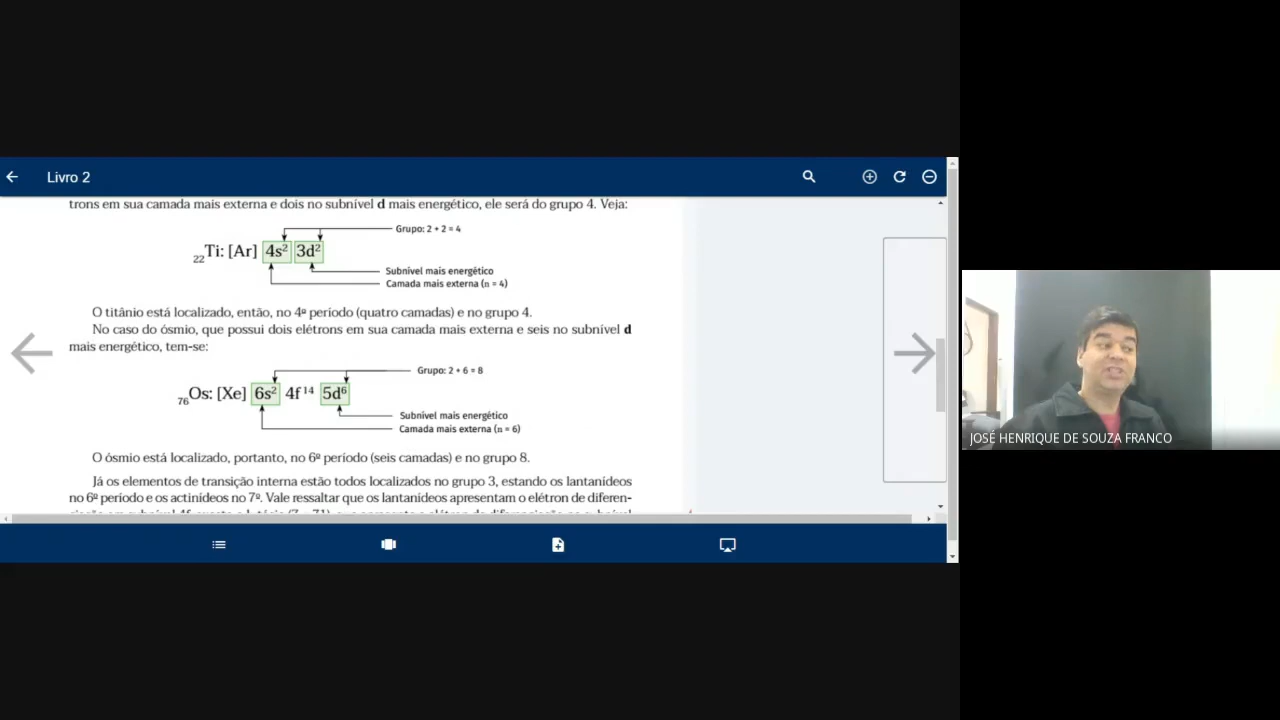 Livro 2
trons em sua camada mais externa e dois no subnível d mais energético, ele será do grupo 4. Veja:
Grupo: 2 + 2 = 4
22Ti: [Ar] 4s² 3d²
Subnível mais energético
Camada mais externa (n = 4)
O titânio está localizado, então, no 4º período (quatro camadas) e no grupo 4.
No caso do ósmio, que possui dois elétrons em sua camada mais externa e seis no subnível d
mais energético, tem-se:
Grupo: 2 + 6 = 8
76Os: [Xe] 6s² 4f¹⁴ 5d⁶
Subnível mais energético
Camada mais externa (n = 6)
O ósmio está localizado, portanto, no 6º período (seis camadas) e no grupo 8.
Já os elementos de transição interna estão todos localizados no grupo 3, estando os lantanídeos
no 6º período e os actinídeos no 7º. Vale ressaltar que os lantanídeos apresentam o elétron de diferen-
JOSÉ HENRIQUE DE SOUZA FRANCO